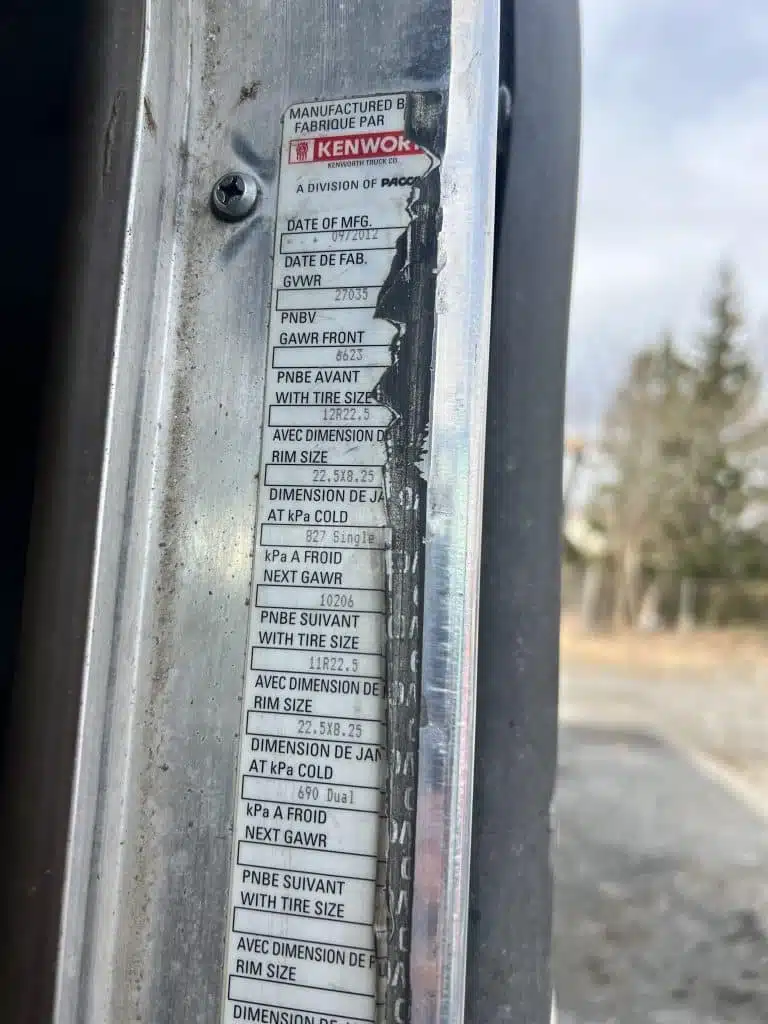 MANUFACTURED B
FABRIQUE PAR
KENWOR
KENWORTH TRUCK CO.
A DIVISION OF PACCA
DATE OF MFG.
09/2012
DATE DE FAB.
GVWR
27035
PNBV
GAWR FRONT
6623
PNBE AVANT
WITH TIRE SIZE
12R22.5
AVEC DIMENSION D
RIM SIZE
22.5X8.25
DIMENSION DE JA
AT kPa COLD
827 Single
kPa A FROID
NEXT GAWR
10206
PNBE SUIVANT
WITH TIRE SIZE
11R22.5
AVEC DIMENSION DE
RIM SIZE
22.5X8.25
DIMENSION DE JAN
AT kPa COLD
690 Dual
kPa A FROID
NEXT GAWR
PNBE SUIVANT
WITH TIRE SIZE
AVEC DIMENSION DE P
RIM SIZE
DIMENSION DE JA